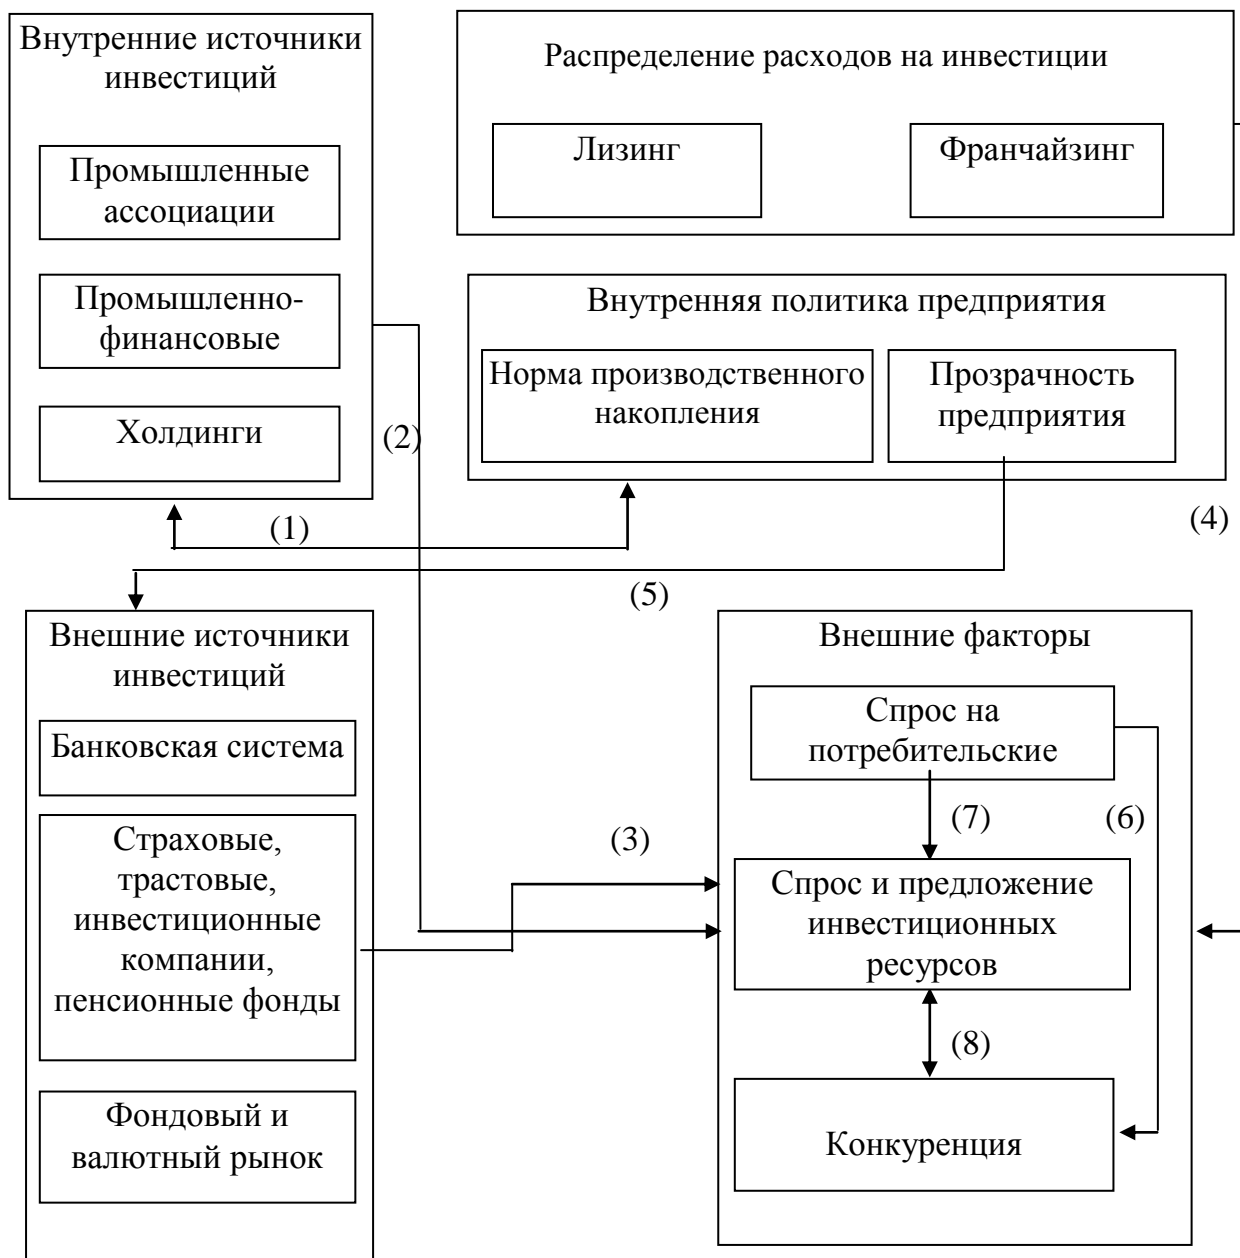 Внутренние источники
инвестиций
Промышленные
ассоциации
Промышленно-
финансовые
Холдинги
Распределение расходов на инвестиции
Лизинг
Франчайзинг
Внутренняя политика предприятия
Норма производственного
накопления
Прозрачность
предприятия
(2)
(1)
(4)
(5)
Внешние источники
инвестиций
Банковская система
Страховые,
трастовые,
инвестиционные
компании,
пенсионные фонды
Фондовый и
валютный рынок
(3)
Внешние факторы
Спрос на
потребительские
(7)
(6)
Спрос и предложение
инвестиционных
ресурсов
(8)
Конкуренция